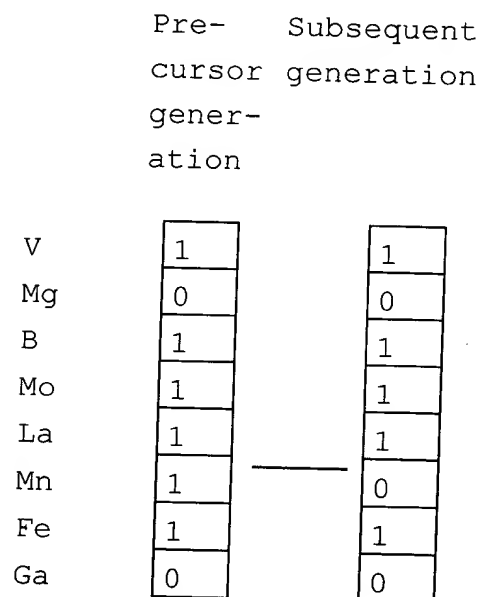 Pre- Subsequent
cursor generation
gener-
ation
V 1 1
Mg 0 0
B 1 1
Mo 1 1
La 1 1
Mn 1 0
Fe 1 1
Ga 0 0